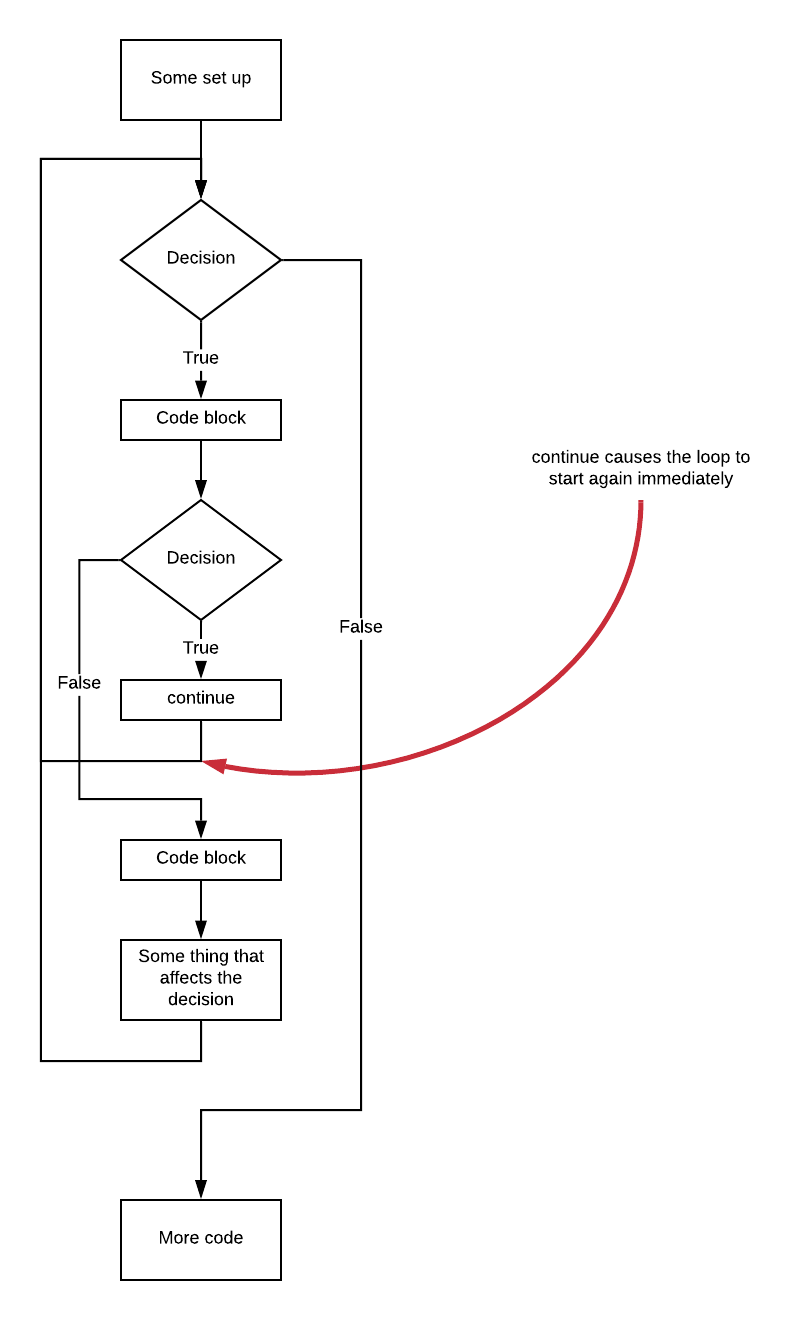 Some set up
Decision
True
Code block
continue causes the loop to
start again immediately
Decision
False
True
False
continue
Code block
Some thing that
affects the
decision
More code